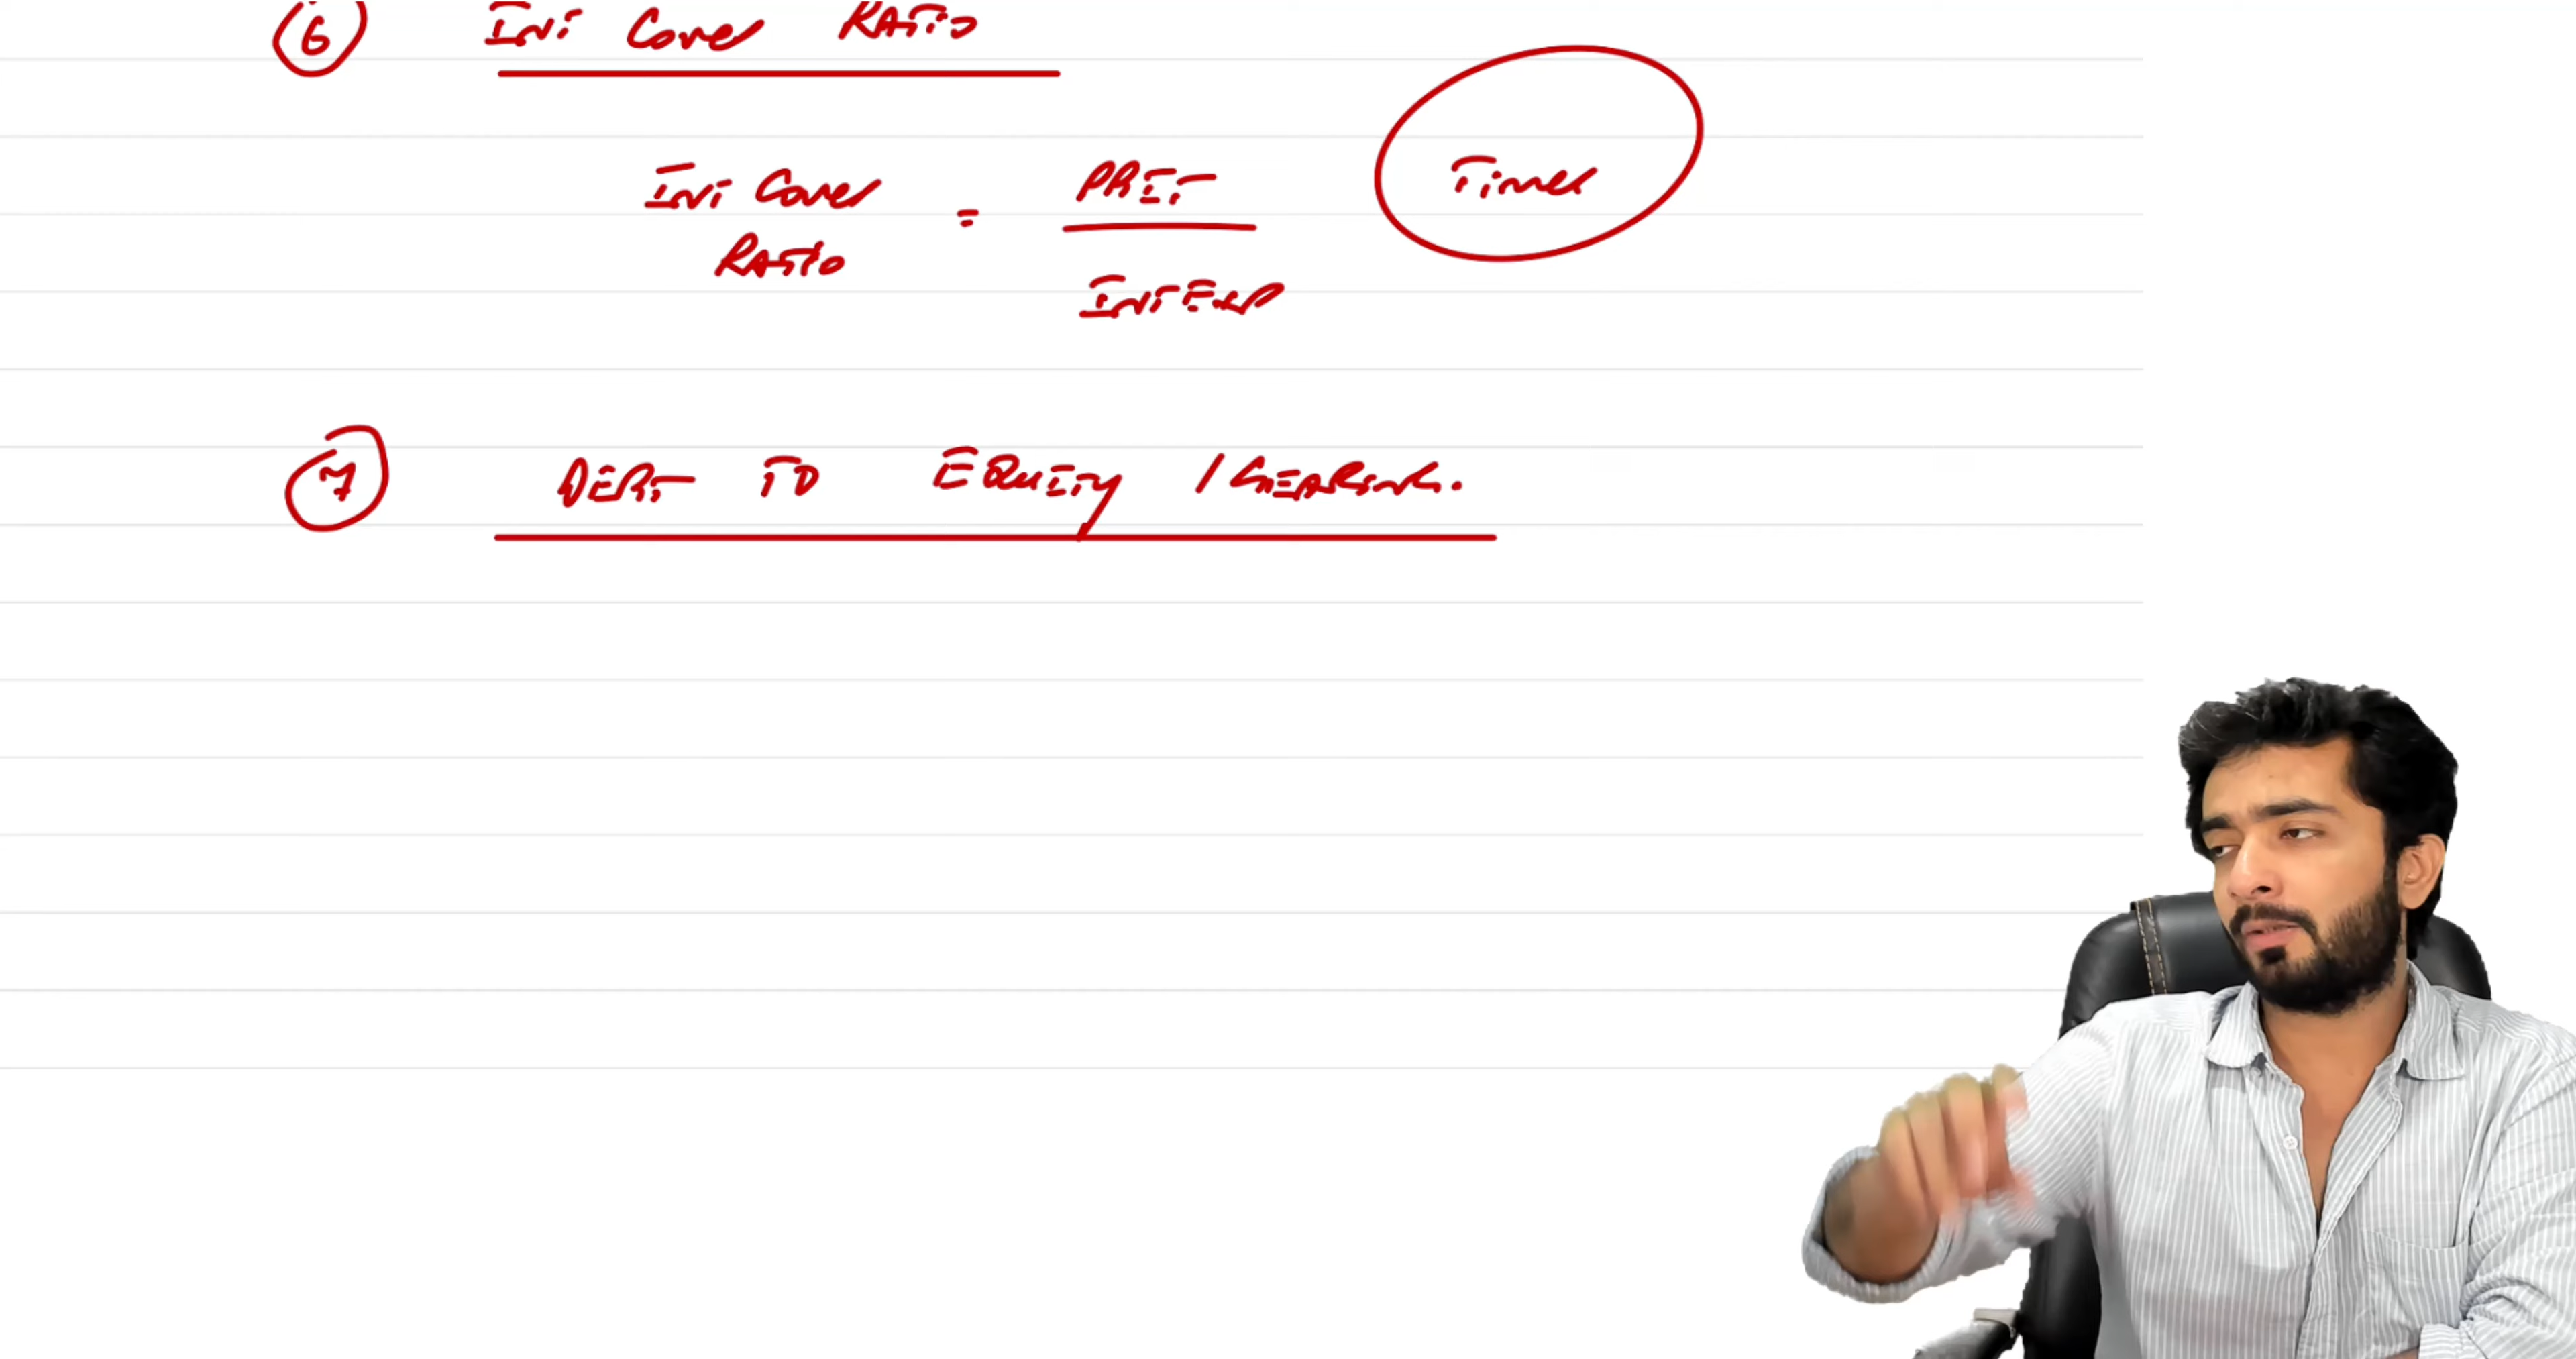 6 Int Cover Ratio
Int Cover Ratio = PBIT / Int Exp Times
7 DEBT TO EQUITY / GEARING.